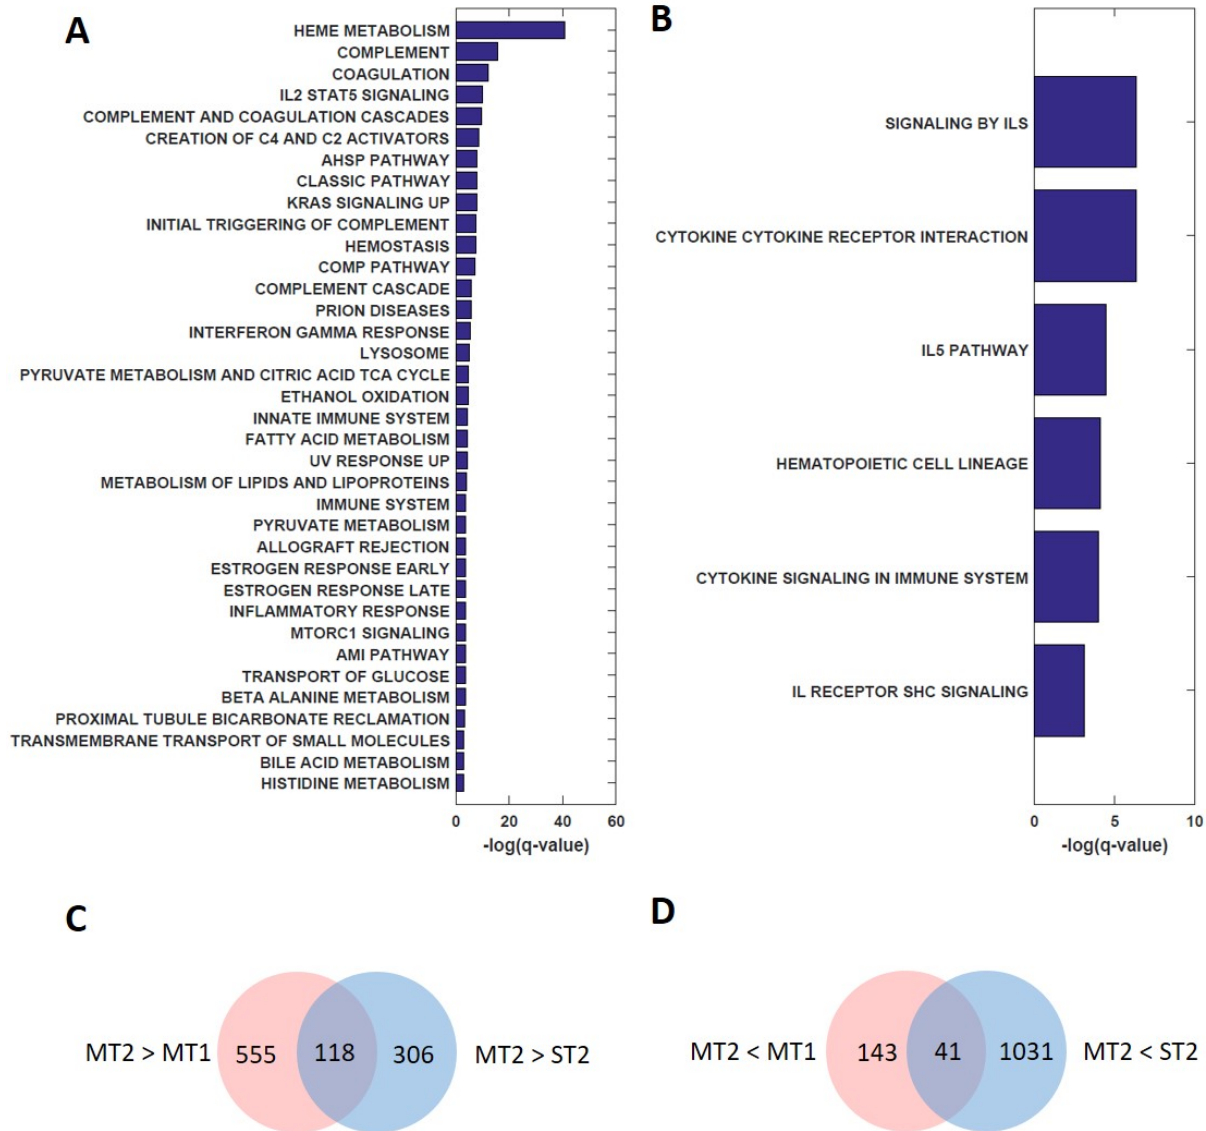 A
HEME METABOLISM
COMPLEMENT
COAGULATION
IL2 STAT5 SIGNALING
COMPLEMENT AND COAGULATION CASCADES
CREATION OF C4 AND C2 ACTIVATORS
AHSP PATHWAY
CLASSIC PATHWAY
KRAS SIGNALING UP
INITIAL TRIGGERING OF COMPLEMENT
HEMOSTASIS
COMP PATHWAY
COMPLEMENT CASCADE
PRION DISEASES
INTERFERON GAMMA RESPONSE
LYSOSOME
PYRUVATE METABOLISM AND CITRIC ACID TCA CYCLE
ETHANOL OXIDATION
INNATE IMMUNE SYSTEM
FATTY ACID METABOLISM
UV RESPONSE UP
METABOLISM OF LIPIDS AND LIPOPROTEINS
IMMUNE SYSTEM
PYRUVATE METABOLISM
ALLOGRAFT REJECTION
ESTROGEN RESPONSE EARLY
ESTROGEN RESPONSE LATE
INFLAMMATORY RESPONSE
MTORC1 SIGNALING
AMI PATHWAY
TRANSPORT OF GLUCOSE
BETA ALANINE METABOLISM
PROXIMAL TUBULE BICARBONATE RECLAMATION
TRANSMEMBRANE TRANSPORT OF SMALL MOLECULES
BILE ACID METABOLISM
HISTIDINE METABOLISM
0 20 40 60
-log(q-value)
B
SIGNALING BY ILS
CYTOKINE CYTOKINE RECEPTOR INTERACTION
IL5 PATHWAY
HEMATOPOIETIC CELL LINEAGE
CYTOKINE SIGNALING IN IMMUNE SYSTEM
IL RECEPTOR SHC SIGNALING
0 5 10
-log(q-value)
C
MT2 > MT1 555 118 306 MT2 > ST2
D
MT2 < MT1 143 41 1031 MT2 < ST2